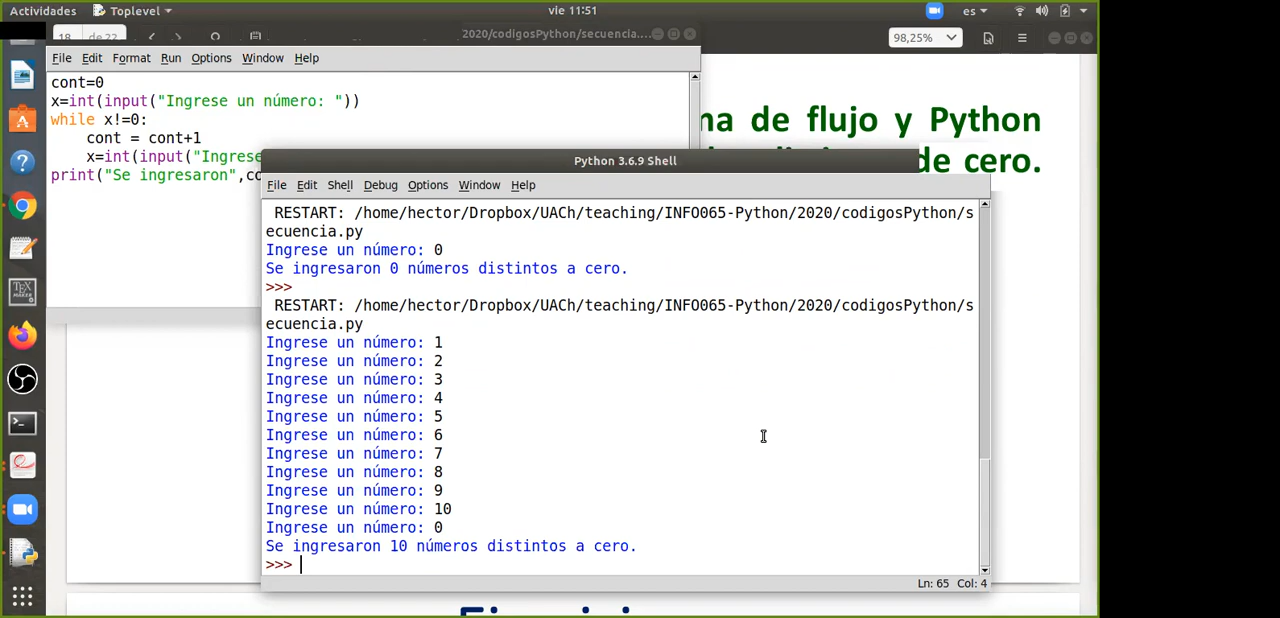 Actividades Toplevel vie 11:51 es
18 de 22 2020/codigosPython/secuencia.... 98,25%
File Edit Format Run Options Window Help
cont=0
x=int(input("Ingrese un número: "))
while x!=0:
cont = cont+1
x=int(input("Ingrese
print("Se ingresaron",co
de flujo y Python
de cero.
Python 3.6.9 Shell
File Edit Shell Debug Options Window Help
RESTART: /home/hector/Dropbox/UACh/teaching/INFO065-Python/2020/codigosPython/s
ecuencia.py
Ingrese un número: 0
Se ingresaron 0 números distintos a cero.
>>>
RESTART: /home/hector/Dropbox/UACh/teaching/INFO065-Python/2020/codigosPython/s
ecuencia.py
Ingrese un número: 1
Ingrese un número: 2
Ingrese un número: 3
Ingrese un número: 4
Ingrese un número: 5
Ingrese un número: 6
Ingrese un número: 7
Ingrese un número: 8
Ingrese un número: 9
Ingrese un número: 10
Ingrese un número: 0
Se ingresaron 10 números distintos a cero.
>>>
Ln: 65 Col: 4